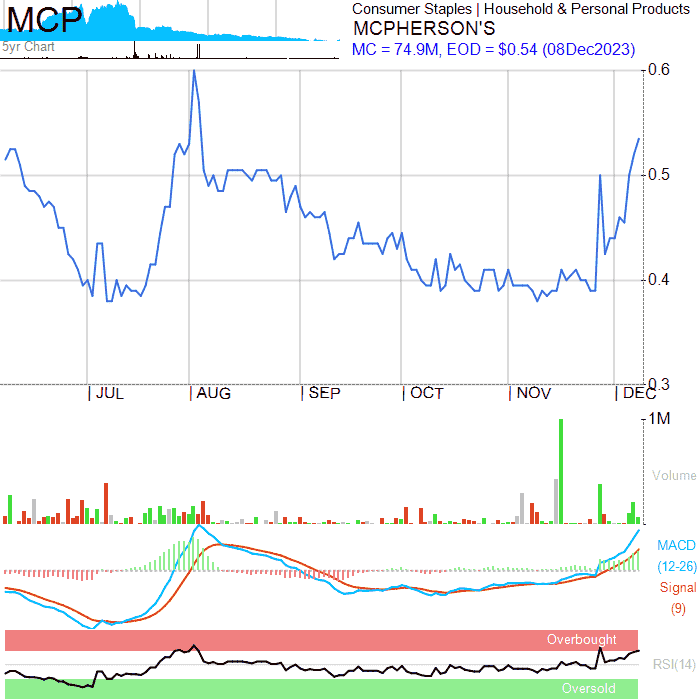 MCP
5yr Chart
Consumer Staples | Household & Personal Products
MCPHERSON'S
MC = 74.9M, EOD = $0.54 (08Dec2023)
0.6
0.5
0.4
0.3
JUL AUG SEP OCT NOV DEC
1M
Volume
0
MACD
(12-26)
Signal
(9)
Overbought
RSI(14)
Oversold